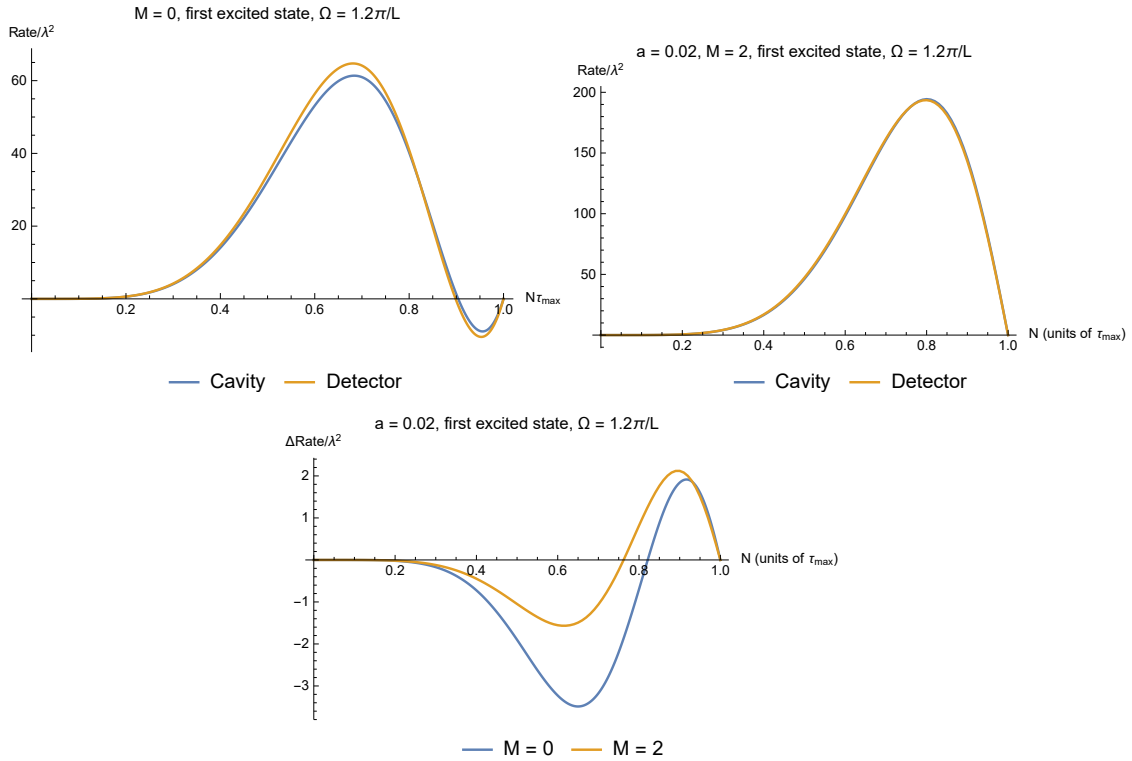 M = 0, first excited state, Ω = 1.2π/L
Rate/λ²
60
40
20
0.2 0.4 0.6 0.8 1.0
Nτmax
Cavity Detector
a = 0.02, M = 2, first excited state, Ω = 1.2π/L
Rate/λ²
200
150
100
50
0.2 0.4 0.6 0.8 1.0
N (units of τmax)
Cavity Detector
a = 0.02, first excited state, Ω = 1.2π/L
ΔRate/λ²
2
1
0.2 0.4 0.6 0.8 1.0
N (units of τmax)
-1
-2
-3
M = 0 M = 2